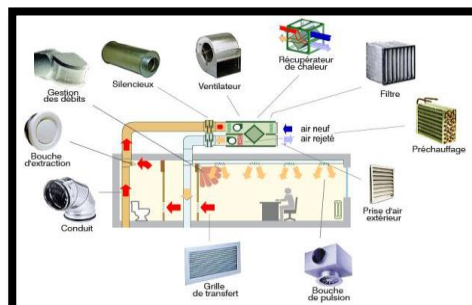 Gestion
des débits
Silencieux
Ventilateur
Récupérateur
de chaleur
Filtre
Bouche
d'extraction
air neuf
air rejeté
Préchauffage
Conduit
Prise d'air
extérieur
Grille
de transfert
Bouche
de pulsion